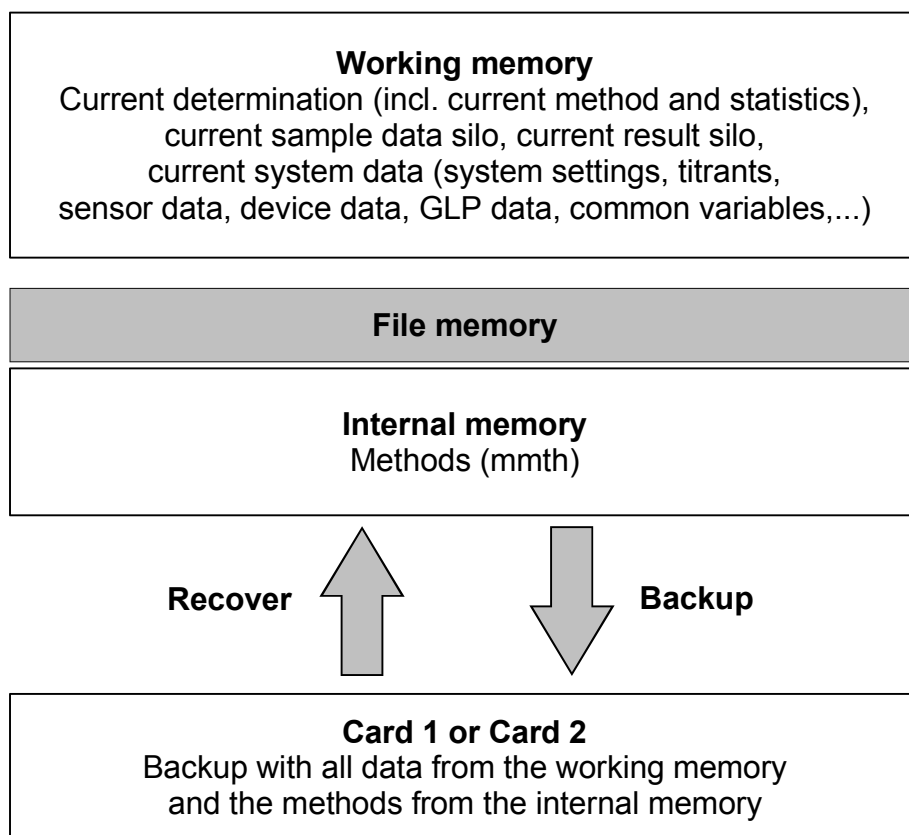 Working memory
Current determination (incl. current method and statistics),
current sample data silo, current result silo,
current system data (system settings, titrants,
sensor data, device data, GLP data, common variables,...)
File memory
Internal memory
Methods (mmth)
Recover
Backup
Card 1 or Card 2
Backup with all data from the working memory
and the methods from the internal memory